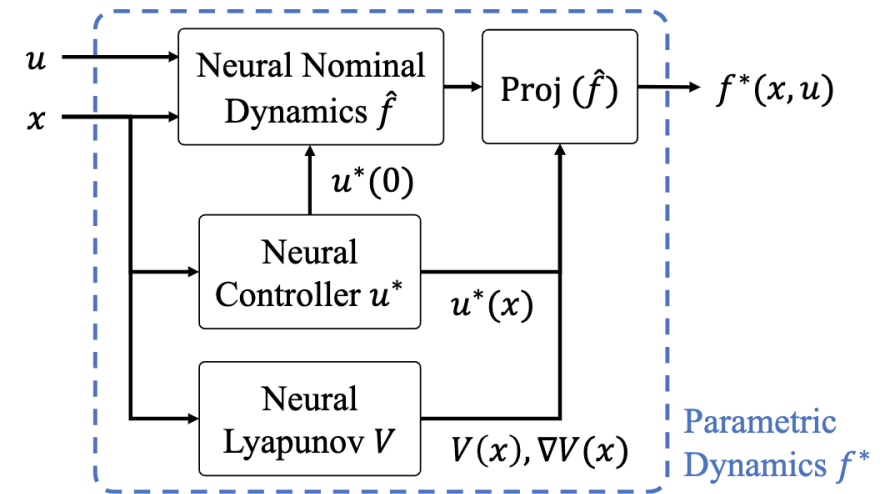 u
x
Neural Nominal
Dynamics f̂
Proj (f̂)
f*(x, u)
u*(0)
Neural
Controller u*
u*(x)
Neural
Lyapunov V
V(x), ∇V(x)
Parametric
Dynamics f*